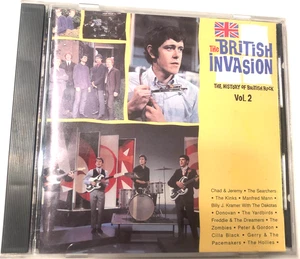 The
BRITISH
INVASION
THE HISTORY OF BRITISH ROCK
Vol. 2
Chad & Jeremy • The Searchers
• The Kinks • Manfred Mann •
Billy J. Kramer With The Dakotas
• Donovan • The Yardbirds •
Freddie & The Dreamers • The
Zombies • Peter & Gordon •
Cilla Black • Gerry & The
Pacemakers • The Hollies •